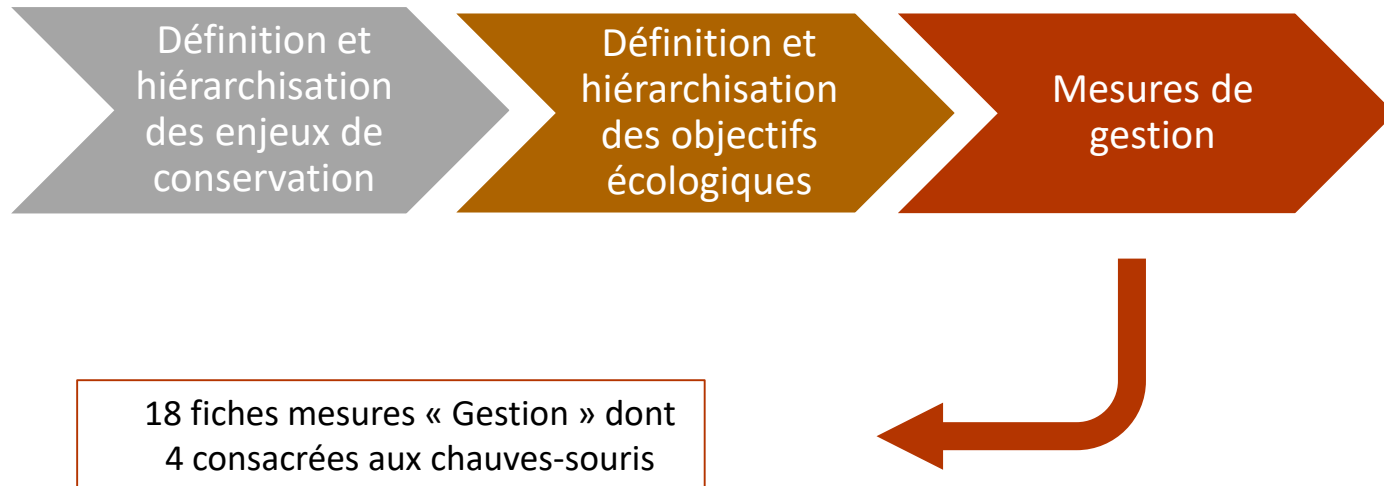 Définition et
hiérarchisation
des enjeux de
conservation
Définition et
hiérarchisation
des objectifs
écologiques
Mesures de
gestion
18 fiches mesures « Gestion » dont
4 consacrées aux chauves-souris